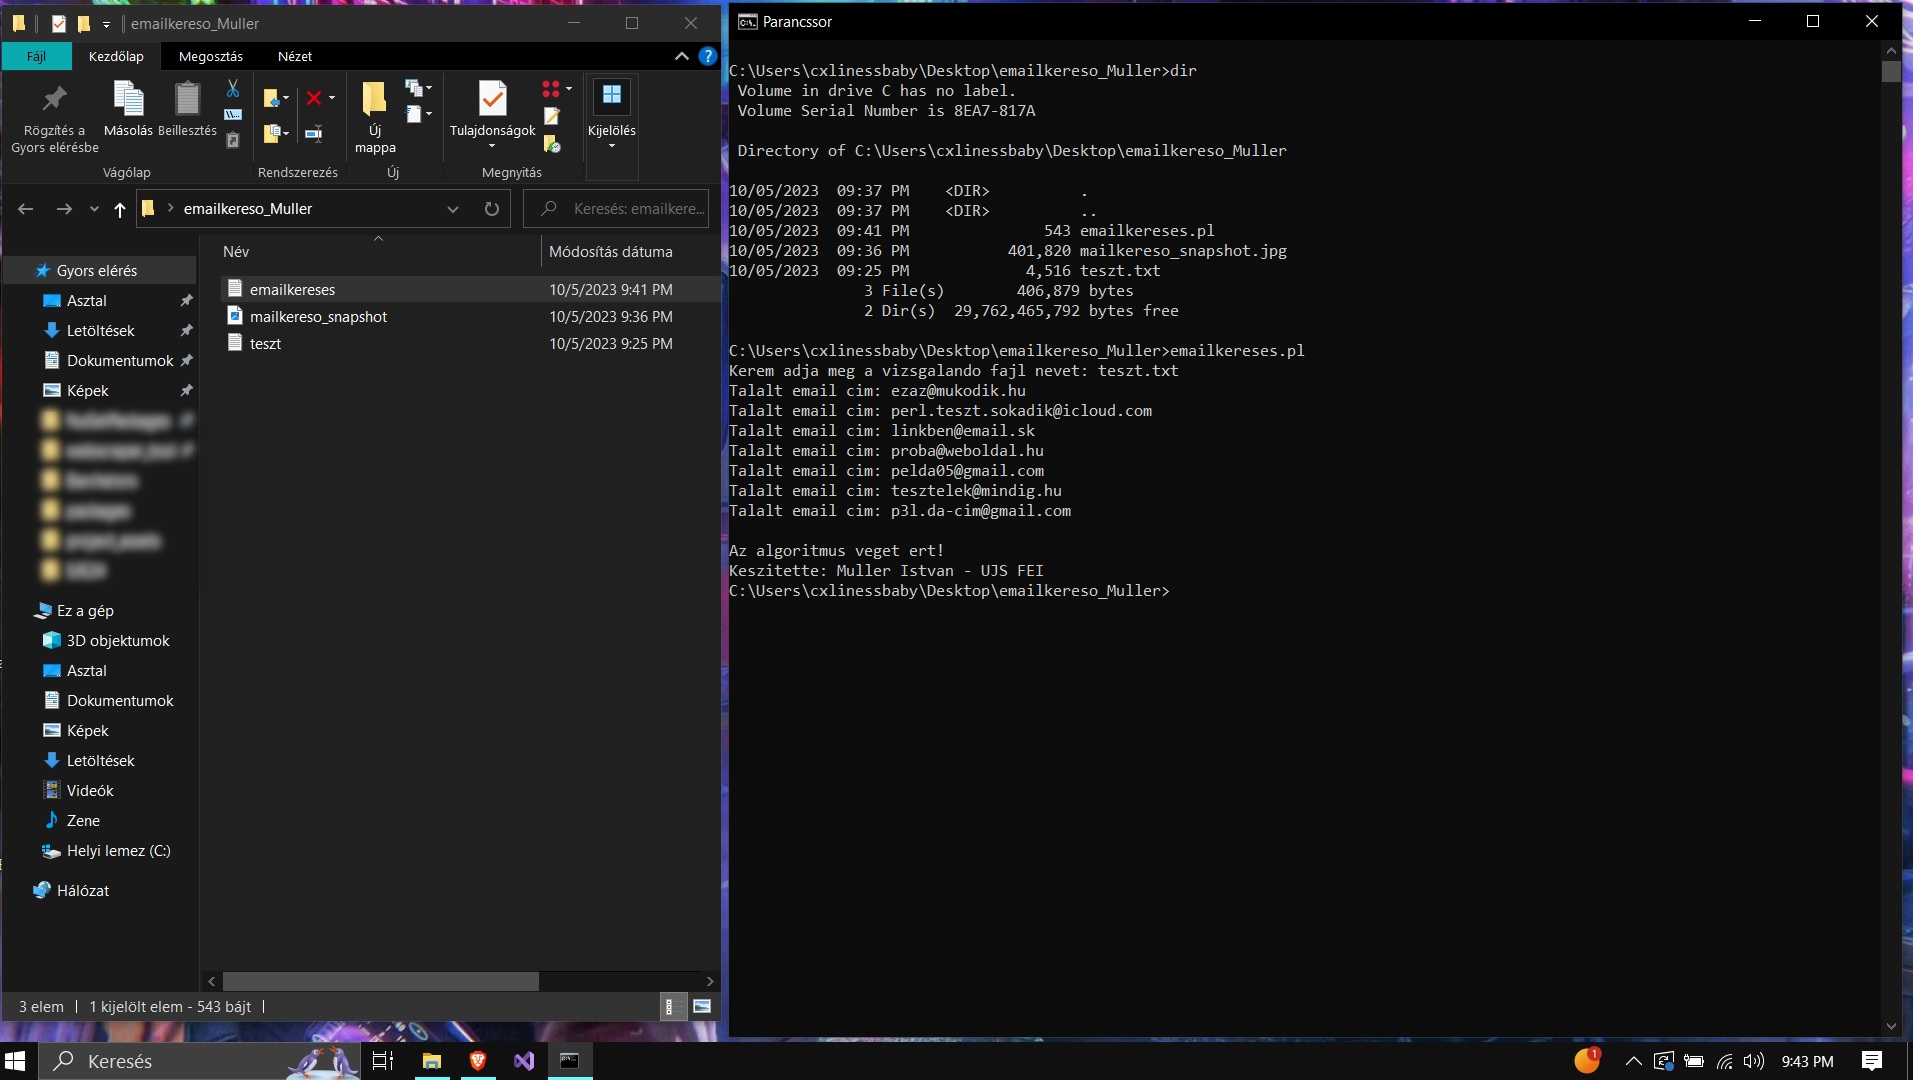 emailkereso_Muller
Fájl
Kezdőlap
Megosztás
Nézet
?
Rögzítés a
Gyors elérésbe
Másolás
Beillesztés
Vágólap
Rendszerezés
Új
mappa
Új
Tulajdonságok
Megnyitás
Kijelölés
emailkereso_Muller
Keresés: emailkere...
Név
Módosítás dátuma
emailkereses
10/5/2023 9:41 PM
mailkereso_snapshot
10/5/2023 9:36 PM
teszt
10/5/2023 9:25 PM
Gyors elérés
Asztal
Letöltések
Dokumentumok
Képek
Ez a gép
3D objektumok
Asztal
Dokumentumok
Képek
Letöltések
Videók
Zene
Helyi lemez (C:)
Hálózat
3 elem
1 kijelölt elem - 543 bájt
Parancssor
C:\Users\cxlinessbaby\Desktop\emailkereso_Muller>dir
Volume in drive C has no label.
Volume Serial Number is 8EA7-817A
Directory of C:\Users\cxlinessbaby\Desktop\emailkereso_Muller
10/05/2023 09:37 PM <DIR> .
10/05/2023 09:37 PM <DIR> ..
10/05/2023 09:41 PM 543 emailkereses.pl
10/05/2023 09:36 PM 401,820 mailkereso_snapshot.jpg
10/05/2023 09:25 PM 4,516 teszt.txt
3 File(s) 406,879 bytes
2 Dir(s) 29,762,465,792 bytes free
C:\Users\cxlinessbaby\Desktop\emailkereso_Muller>emailkereses.pl
Kerem adja meg a vizsgalando fajl nevet: teszt.txt
Talalt email cim: ezaz@mukodik.hu
Talalt email cim: perl.teszt.sokadik@icloud.com
Talalt email cim: linkben@email.sk
Talalt email cim: proba@weboldal.hu
Talalt email cim: pelda05@gmail.com
Talalt email cim: tesztelek@mindig.hu
Talalt email cim: p3l.da-cim@gmail.com
Az algoritmus veget ert!
Keszitette: Muller Istvan - UJS FEI
C:\Users\cxlinessbaby\Desktop\emailkereso_Muller>
Keresés
1
9:43 PM